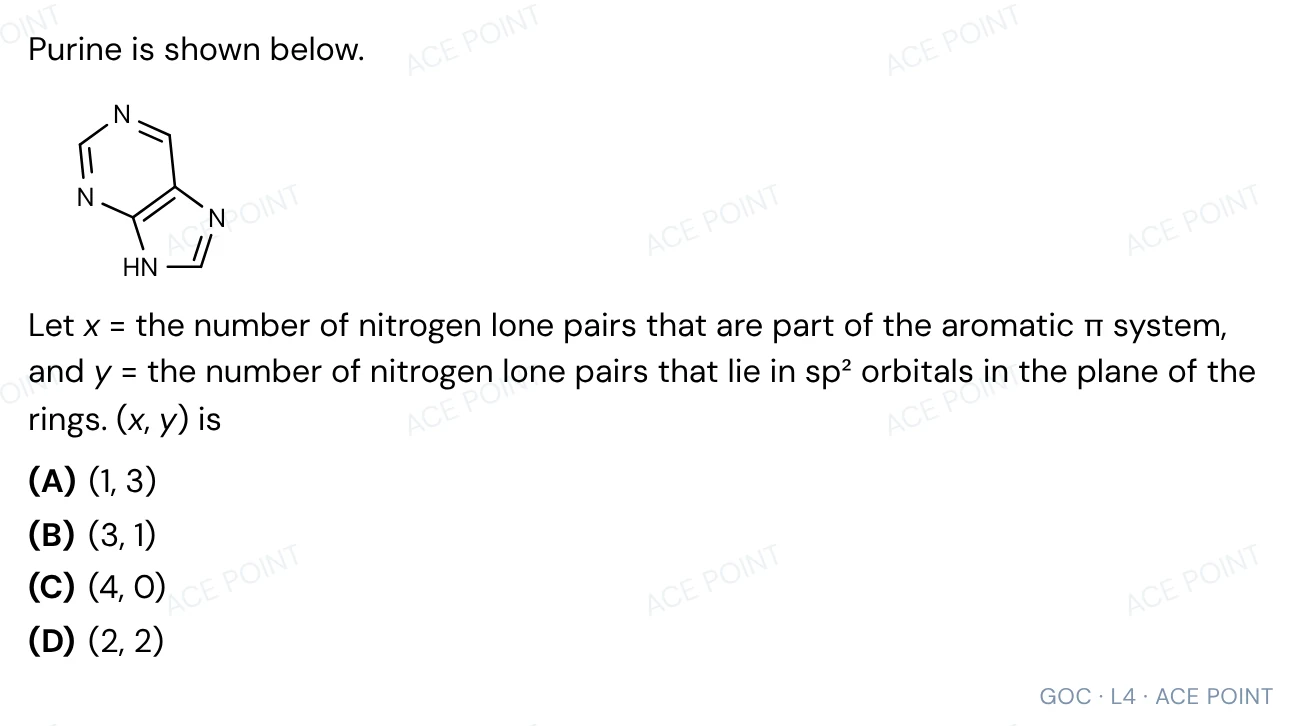 Purine is shown below.
N
N
N
HN
Let x = the number of nitrogen lone pairs that are part of the aromatic π system,
and y = the number of nitrogen lone pairs that lie in sp² orbitals in the plane of the
rings. (x, y) is
(A) (1, 3)
(B) (3, 1)
(C) (4, 0)
(D) (2, 2)
GOC · L4 · ACE POINT
ACE POINT